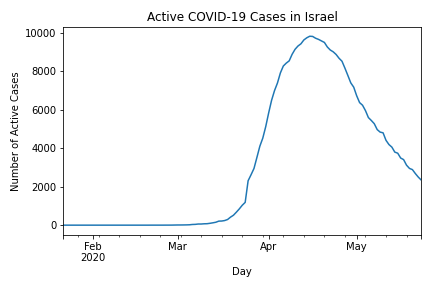 Active COVID-19 Cases in Israel
10000
8000
6000
4000
2000
0
Number of Active Cases
Feb Mar Apr May
2020
Day